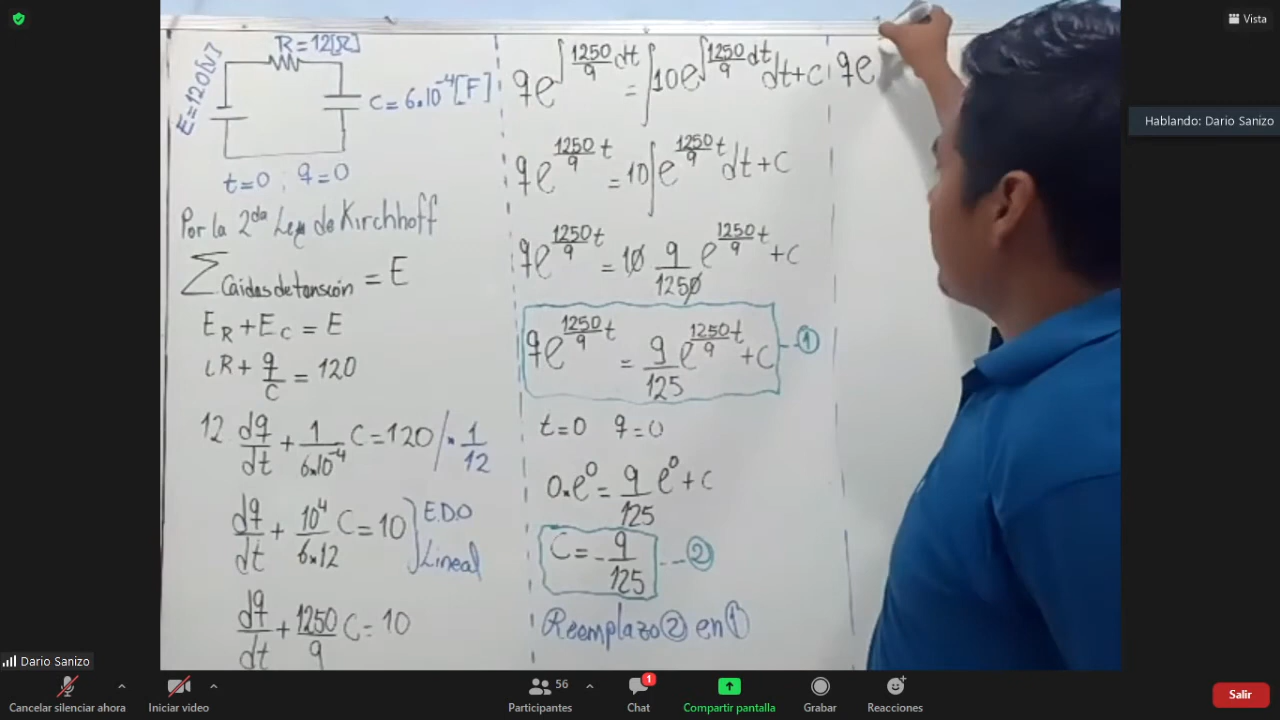 Vista
Hablando: Dario Sanizo
R=12[Ω]
E=120[V]
C=6·10⁻⁴[F]
t=0 ; q=0
Por la 2da Ley de Kirchhoff
∑ Caidas de tensión = E
E_R + E_C = E
iR + q/C = 120
12 dq/dt + 1/(6×10⁻⁴) C = 120 / · 1/12
dq/dt + 10⁴/(6×12) C = 10 ] E.D.O Lineal
dq/dt + 1250/9 C = 10
qe^(∫1250/9 dt) = ∫10e^(∫1250/9 dt) dt + C
qe^(1250/9 t) = 10∫e^(1250/9 t) dt + C
qe^(1250/9 t) = 10 9/1250 e^(1250/9 t) + C
qe^(1250/9 t) = 9/125 e^(1250/9 t) + C --①
t=0 q=0
0·e⁰ = 9/125 e⁰ + C
C = -9/125 --②
Reemplazo ② en ①
qe
Dario Sanizo
Cancelar silenciar ahora
Iniciar video
56
Participantes
1
Chat
Compartir pantalla
Grabar
Reacciones
Salir